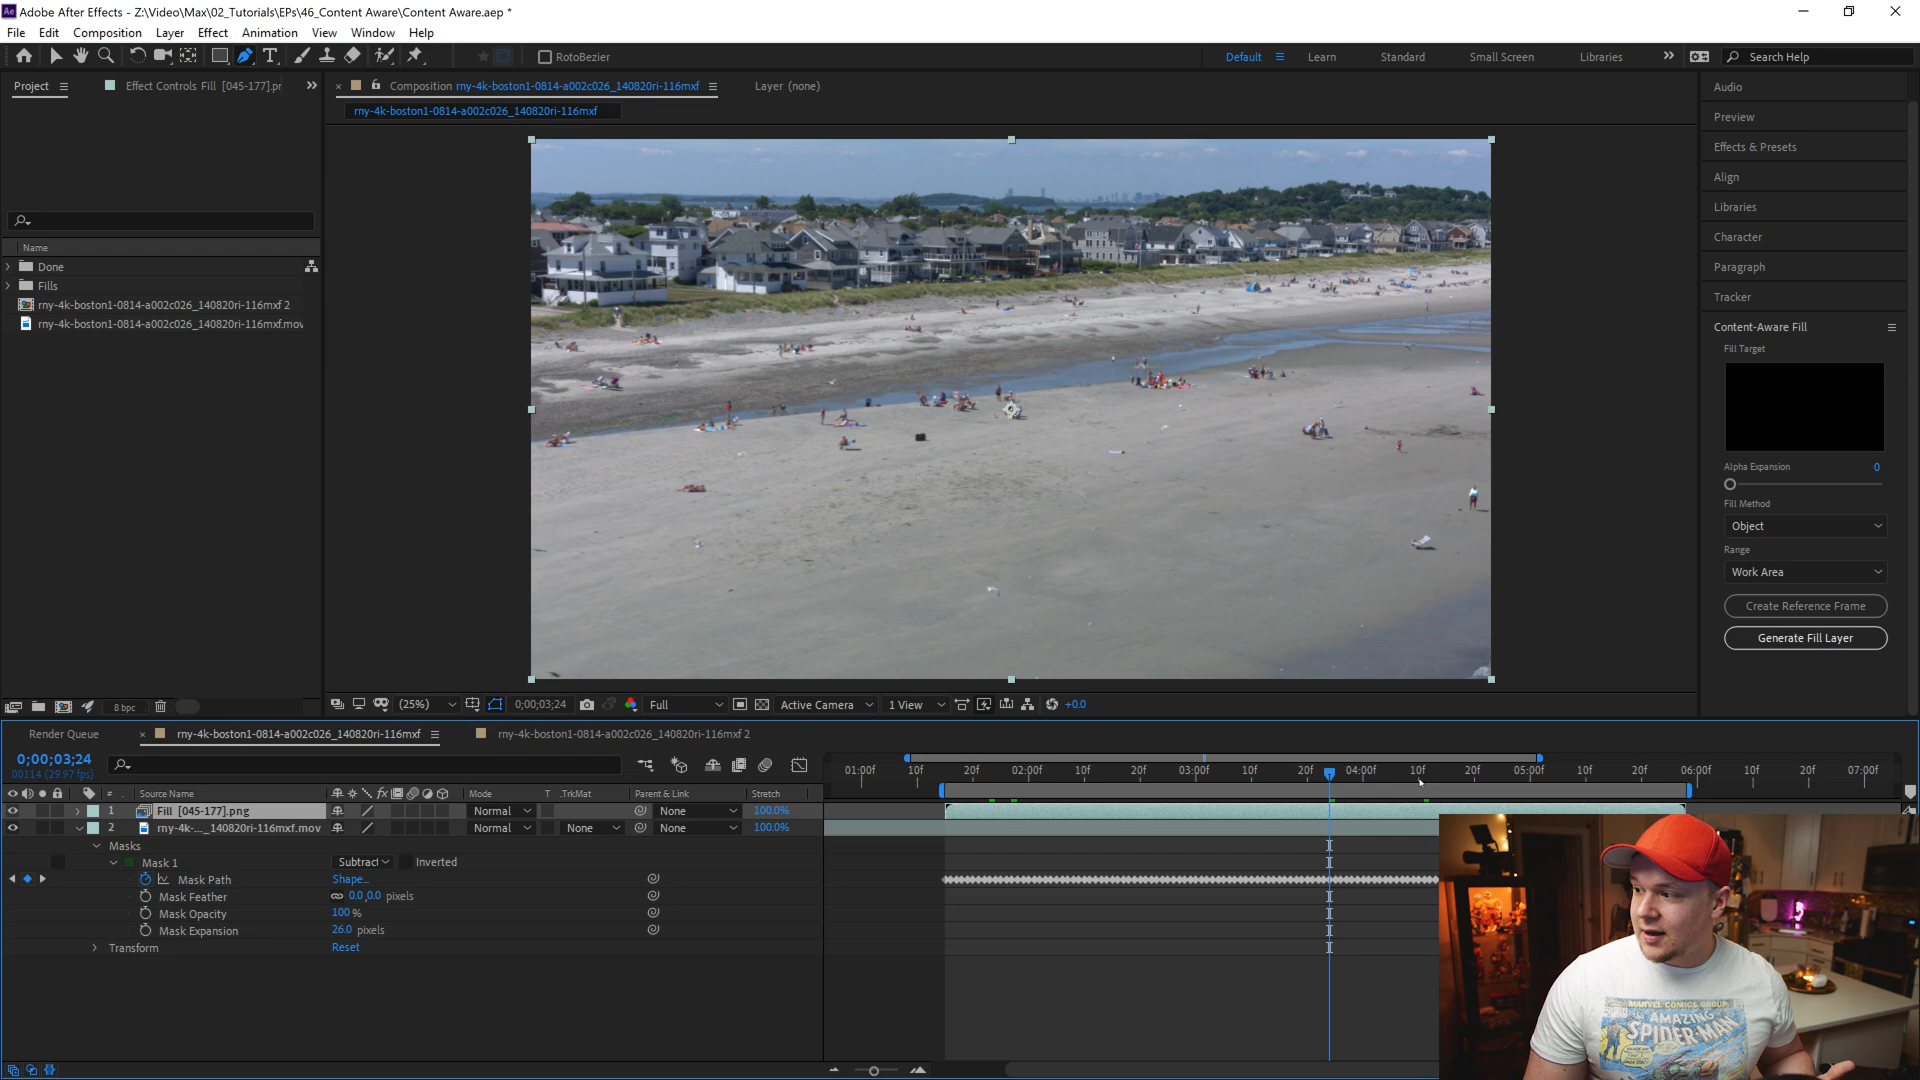 Adobe After Effects - Z:\Video\Max\02_Tutorials\EPs\46_Content Aware\Content Aware.aep *
File Edit Composition Layer Effect Animation View Window Help
RotoBezier
Default Learn Standard Small Screen Libraries Search Help
Project Effect Controls Fill [045-177].pr
Composition rny-4k-boston1-0814-a002c026_140820ri-116mxf Layer (none)
rny-4k-boston1-0814-a002c026_140820ri-116mxf
Name
Done
Fills
rny-4k-boston1-0814-a002c026_140820ri-116mxf 2
rny-4k-boston1-0814-a002c026_140820ri-116mxf.mov
8 bpc
(25%) 0;00;03;24 Full Active Camera 1 View +0.0
Audio
Preview
Effects & Presets
Align
Libraries
Character
Paragraph
Tracker
Content-Aware Fill
Fill Target
Alpha Expansion 0
Fill Method
Object
Range
Work Area
Create Reference Frame
Generate Fill Layer
Render Queue rny-4k-boston1-0814-a002c026_140820ri-116mxf rny-4k-boston1-0814-a002c026_140820ri-116mxf 2
0;00;03;24
00114 (29.97 fps)
01:00f 10f 20f 02:00f 10f 20f 03:00f 10f 20f 04:00f 10f 20f 05:00f 10f 20f 06:00f 10f 20f 07:00f
# Source Name Mode T .TrkMat Parent & Link Stretch
1 Fill [045-177].png Normal None 100.0%
2 rny-4k-..._140820ri-116mxf.mov Normal None None 100.0%
Masks
Mask 1 Subtract Inverted
Mask Path Shape...
Mask Feather 0.0,0.0 pixels
Mask Opacity 100 %
Mask Expansion 26.0 pixels
Transform Reset
MARVEL COMICS GROUP
AMAZING
SPIDER-MAN